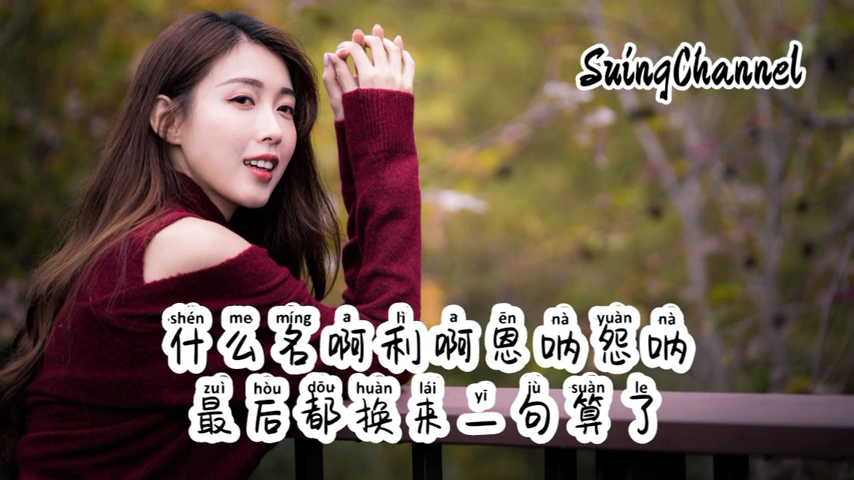 SuingChannel
shén me míng a lì a ēn nà yuàn nà
什么名啊利啊恩呐怨呐
zuì hòu dōu huàn lái yī jù suàn le
最后都换来一句算了